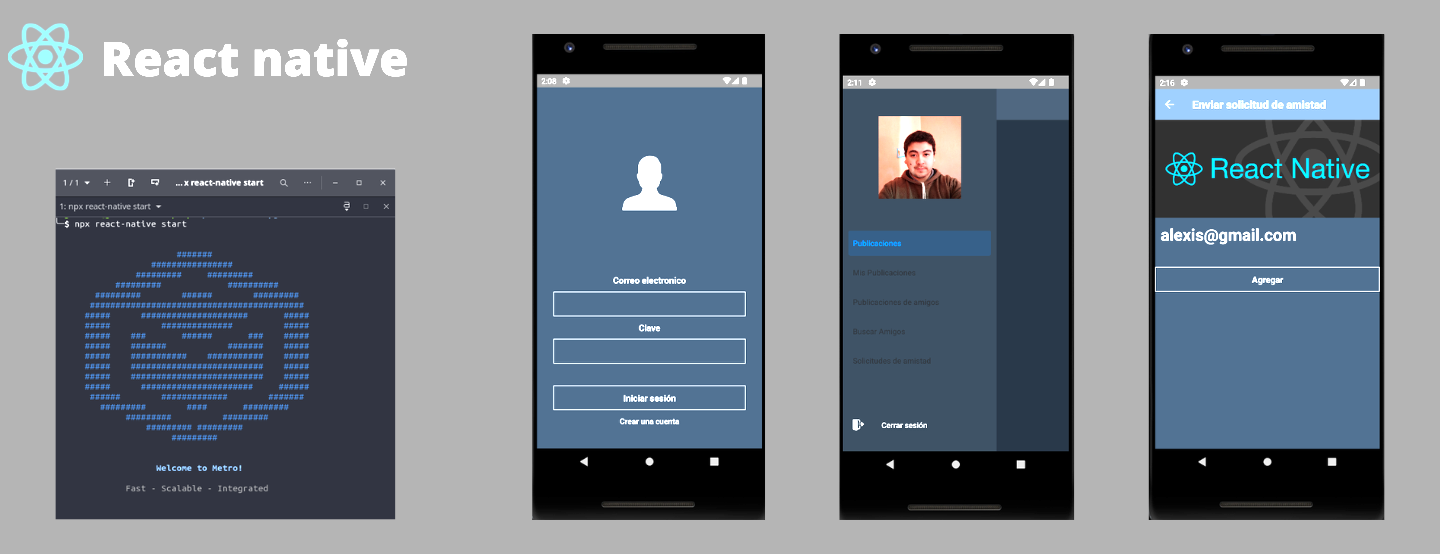 React native
1 / 1
...x react-native start
1: npx react-native start
$ npx react-native start
Welcome to Metro!
Fast - Scalable - Integrated
2:08
Correo electronico
Clave
Iniciar sesión
Crear una cuenta
2:11
Publicaciones
Mis Publicaciones
Publicaciones de amigos
Buscar Amigos
Solicitudes de amistad
Cerrar sesión
2:16
Enviar solicitud de amistad
React Native
alexis@gmail.com
Agregar